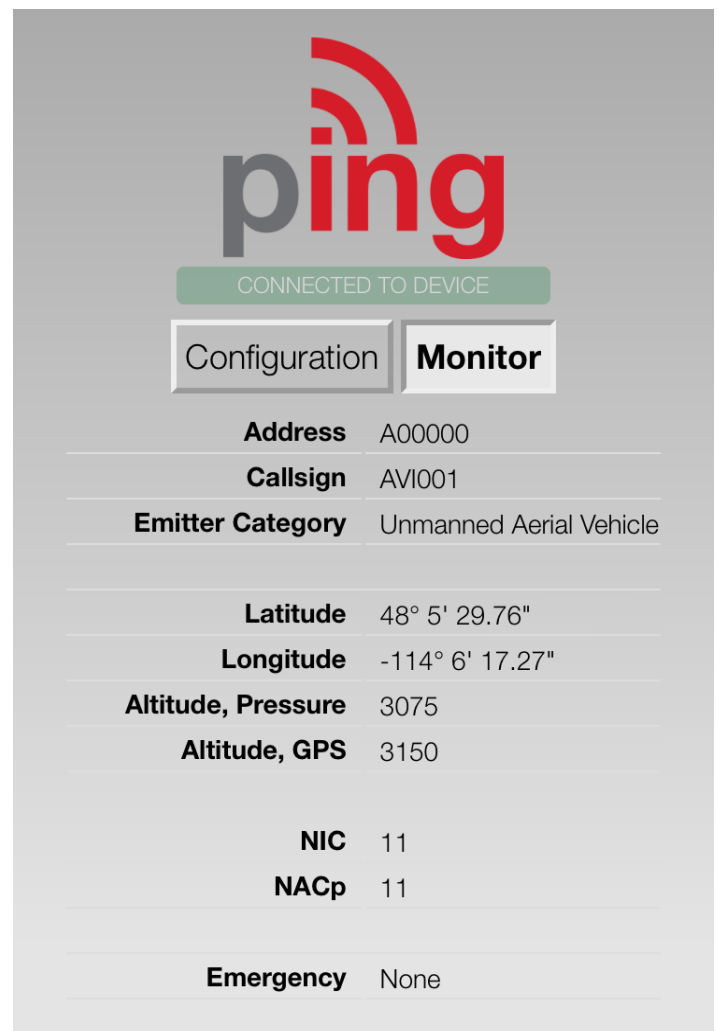 ping
CONNECTED TO DEVICE
Configuration Monitor
Address A00000
Callsign AVI001
Emitter Category Unmanned Aerial Vehicle
Latitude 48° 5' 29.76"
Longitude -114° 6' 17.27"
Altitude, Pressure 3075
Altitude, GPS 3150
NIC 11
NACp 11
Emergency None